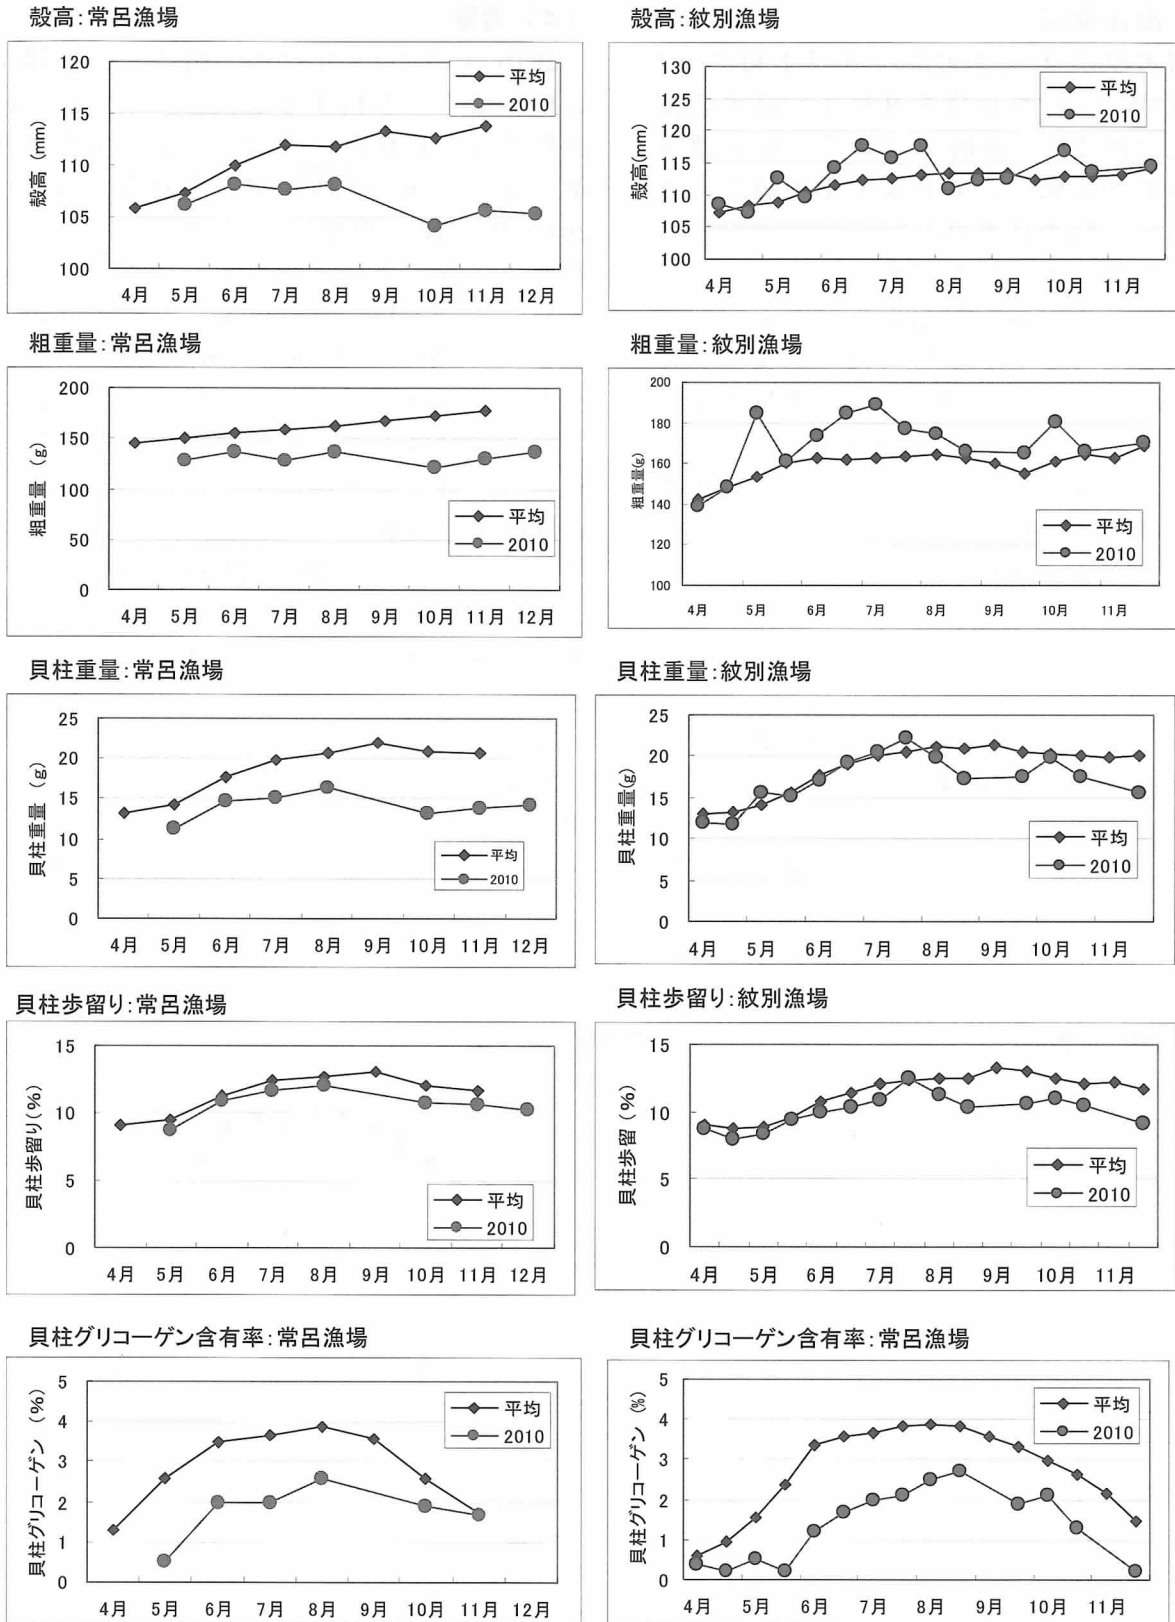 殻高:常呂漁場
120
115
110
105
100
殻高 (mm)
平均
2010
4月 5月 6月 7月 8月 9月 10月 11月 12月
殻高:紋別漁場
130
125
120
115
110
105
100
殻高(mm)
平均
2010
4月 5月 6月 7月 8月 9月 10月 11月
粗重量:常呂漁場
200
150
100
50
0
粗重量 (g)
平均
2010
4月 5月 6月 7月 8月 9月 10月 11月 12月
粗重量:紋別漁場
200
180
160
140
120
100
粗重量(g)
平均
2010
4月 5月 6月 7月 8月 9月 10月 11月
貝柱重量:常呂漁場
25
20
15
10
5
0
貝柱重量 (g)
平均
2010
4月 5月 6月 7月 8月 9月 10月 11月 12月
貝柱重量:紋別漁場
25
20
15
10
5
0
貝柱重量(g)
平均
2010
4月 5月 6月 7月 8月 9月 10月 11月
貝柱歩留り:常呂漁場
15
10
5
0
貝柱歩留り(%)
平均
2010
4月 5月 6月 7月 8月 9月 10月 11月 12月
貝柱歩留り:紋別漁場
15
10
5
0
貝柱歩留 (%)
平均
2010
4月 5月 6月 7月 8月 9月 10月 11月
貝柱グリコーゲン含有率:常呂漁場
5
4
3
2
1
0
貝柱グリコーゲン (%)
平均
2010
4月 5月 6月 7月 8月 9月 10月 11月 12月
貝柱グリコーゲン含有率:常呂漁場
5
4
3
2
1
0
貝柱グリコーゲン (%)
平均
2010
4月 5月 6月 7月 8月 9月 10月 11月